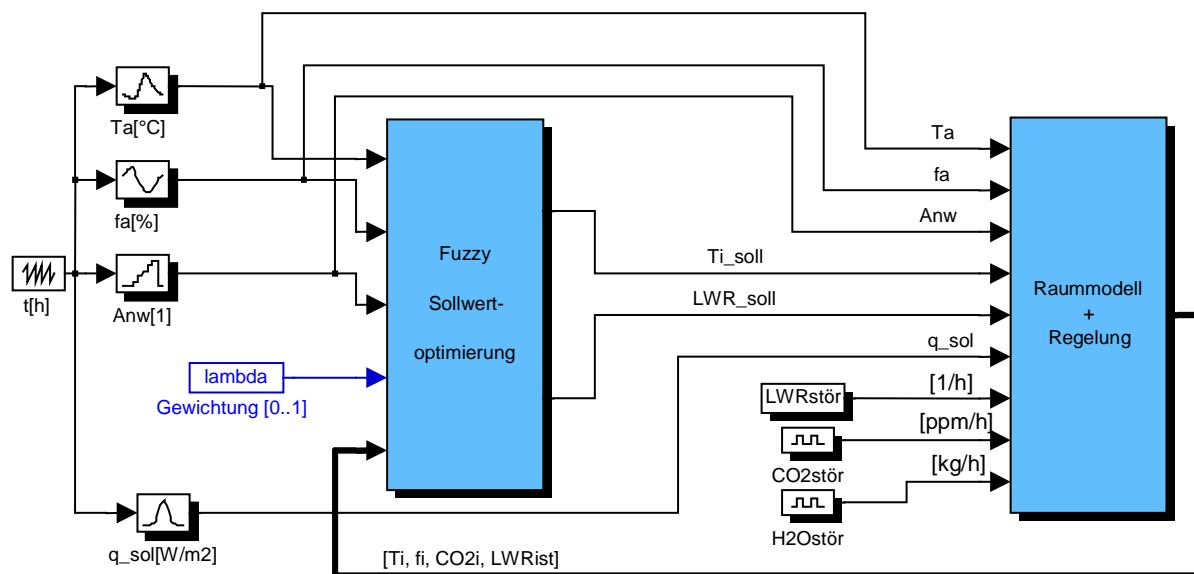 Ta[°C]
fa[%]
t[h]
Anw[1]
lambda
Gewichtung [0..1]
q_sol[W/m2]
Fuzzy
Sollwert-
optimierung
[Ti, fi, CO2i, LWRist]
Ti_soll
LWR_soll
Ta
fa
Anw
q_sol
[1/h]
[ppm/h]
[kg/h]
LWRstör
CO2stör
H2Ostör
Raummodell
+
Regelung